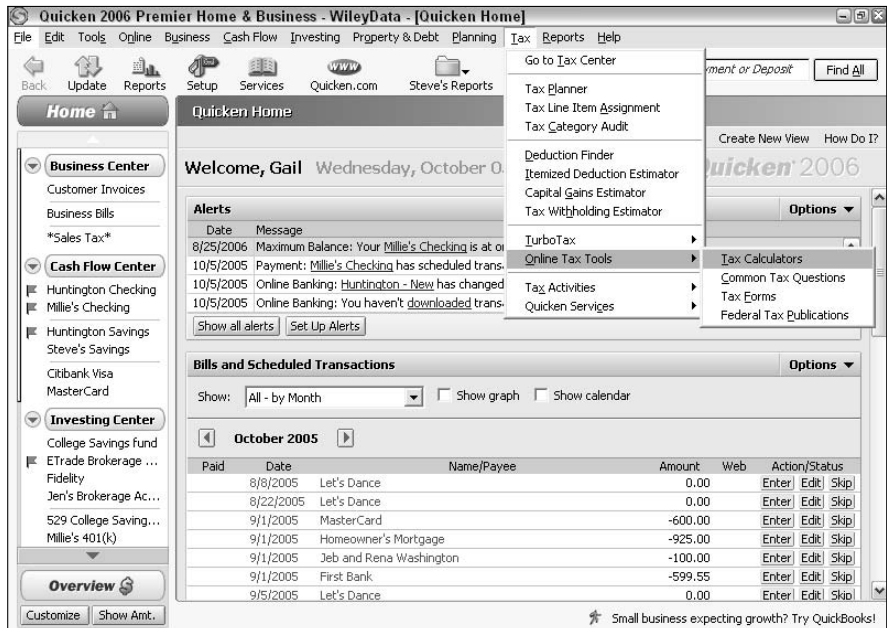 Quicken 2006 Premier Home & Business - WileyData - [Quicken Home]
File Edit Tools Online Business Cash Flow Investing Property & Debt Planning Tax Reports Help
Back Update Reports Setup Services Quicken.com Steve's Reports
www
or Deposit Find All
Home
Business Center
Customer Invoices
Business Bills
*Sales Tax*
Cash Flow Center
Huntington Checking
Millie's Checking
Huntington Savings
Steve's Savings
Citibank Visa
MasterCard
Investing Center
College Savings fund
ETrade Brokerage ...
Fidelity
Jen's Brokerage Ac...
529 College Saving...
Millie's 401(k)
Overview
Customize Show Amt.
Quicken Home
Create New View How Do I?
Welcome, Gail Wednesday, October 0
uicken 2006
Alerts Options
Date Message
8/25/2006 Maximum Balance: Your Millie's Checking is at
10/5/2005 Payment: Millie's Checking has scheduled trans
10/5/2005 Online Banking: Huntington - New has changed
10/5/2005 Online Banking: You haven't downloaded trans
Show all alerts Set Up Alerts
Go to Tax Center
Tax Planner
Tax Line Item Assignment
Tax Category Audit
Deduction Finder
Itemized Deduction Estimator
Capital Gains Estimator
Tax Withholding Estimator
TurboTax
Online Tax Tools
Tax Activities
Quicken Services
Tax Calculators
Common Tax Questions
Tax Forms
Federal Tax Publications
Bills and Scheduled Transactions Options
Show: All - by Month Show graph Show calendar
October 2005
Paid Date Name/Payee Amount Web Action/Status
8/8/2005 Let's Dance 0.00 Enter Edit Skip
8/22/2005 Let's Dance 0.00 Enter Edit Skip
9/1/2005 MasterCard -600.00 Enter Edit Skip
9/1/2005 Homeowner's Mortgage -925.00 Enter Edit Skip
9/1/2005 Jeb and Rena Washington -100.00 Enter Edit Skip
9/1/2005 First Bank -599.55 Enter Edit Skip
9/5/2005 Let's Dance 0.00 Enter Edit Skip
Small business expecting growth? Try QuickBooks!